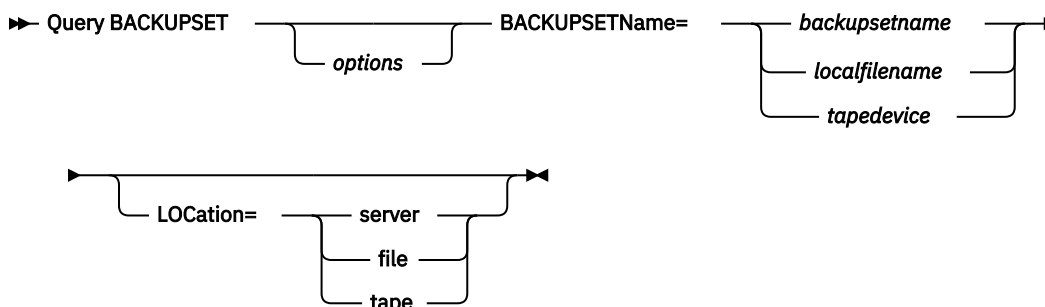 Query BACKUPSET options BACKUPSETName= backupsetname
localfilename
tapedevice
LOCation= server
file
tape